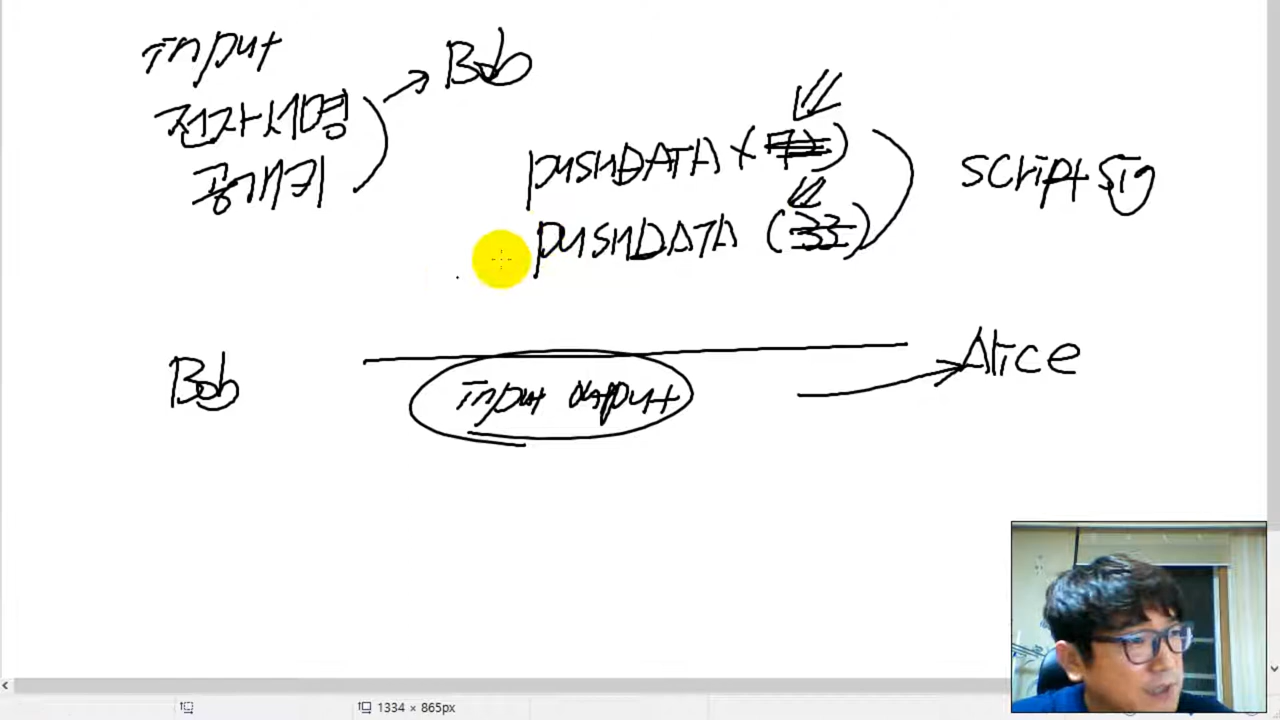 input
전자서명
공개키
Bob
PUSHDATA (72)
PUSHDATA (33)
scriptSig
Bob
input output
Alice
1334 × 865px